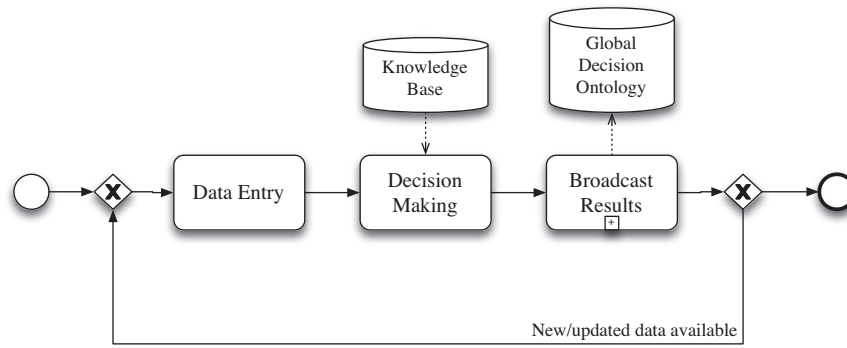 Knowledge
Base
Global
Decision
Ontology
Data Entry
Decision
Making
Broadcast
Results
New/updated data available